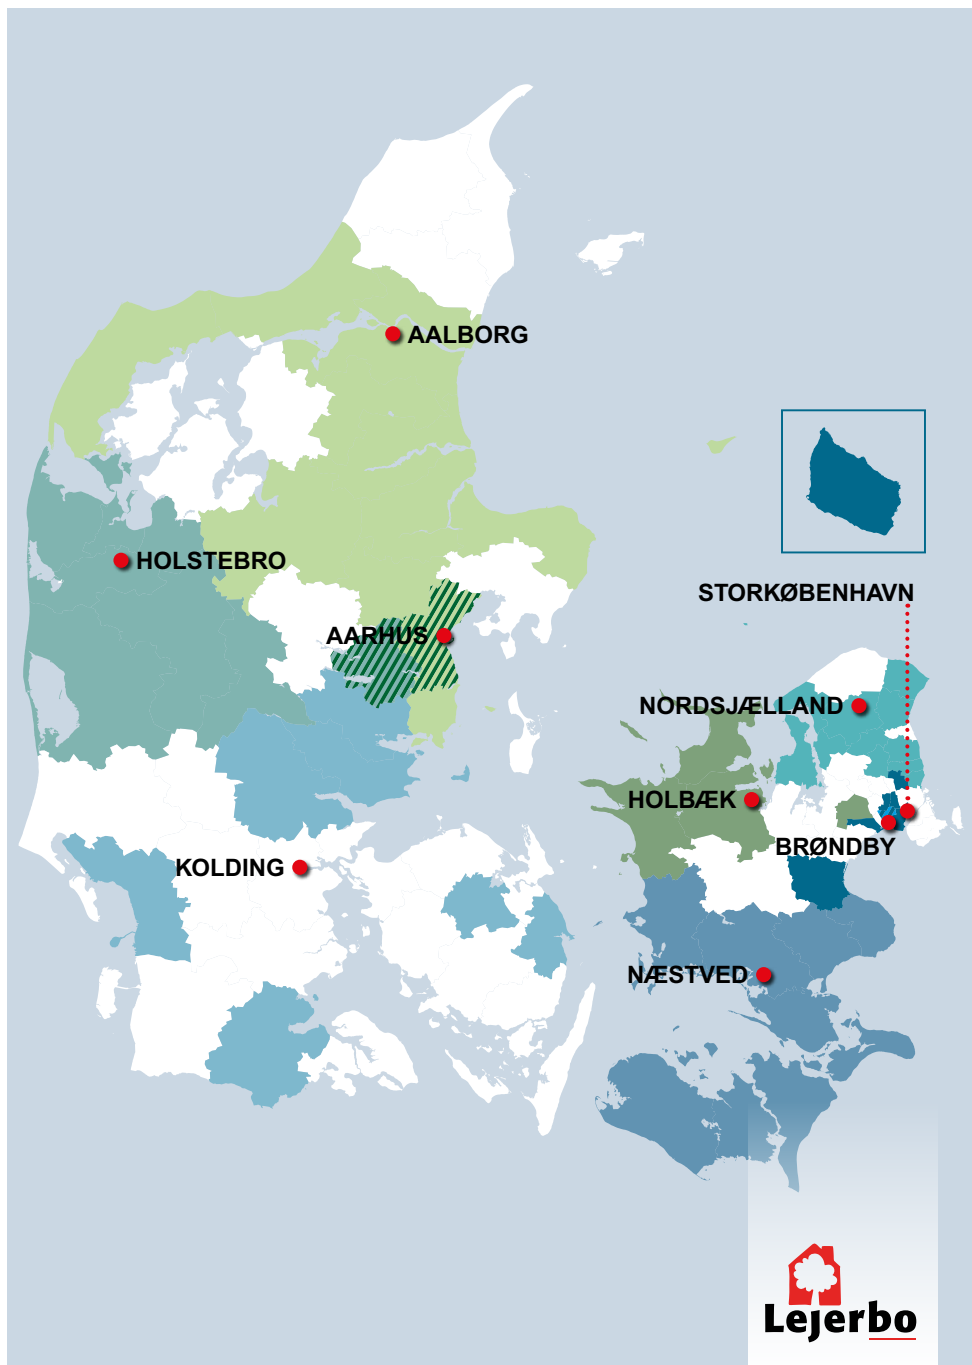 AALBORG
HOLSTEBRO
STORKØBENHAVN
AARHUS
NORDSJÆLLAND
HOLBÆK
BRØNDBY
KOLDING
NÆSTVED
Lejerbo